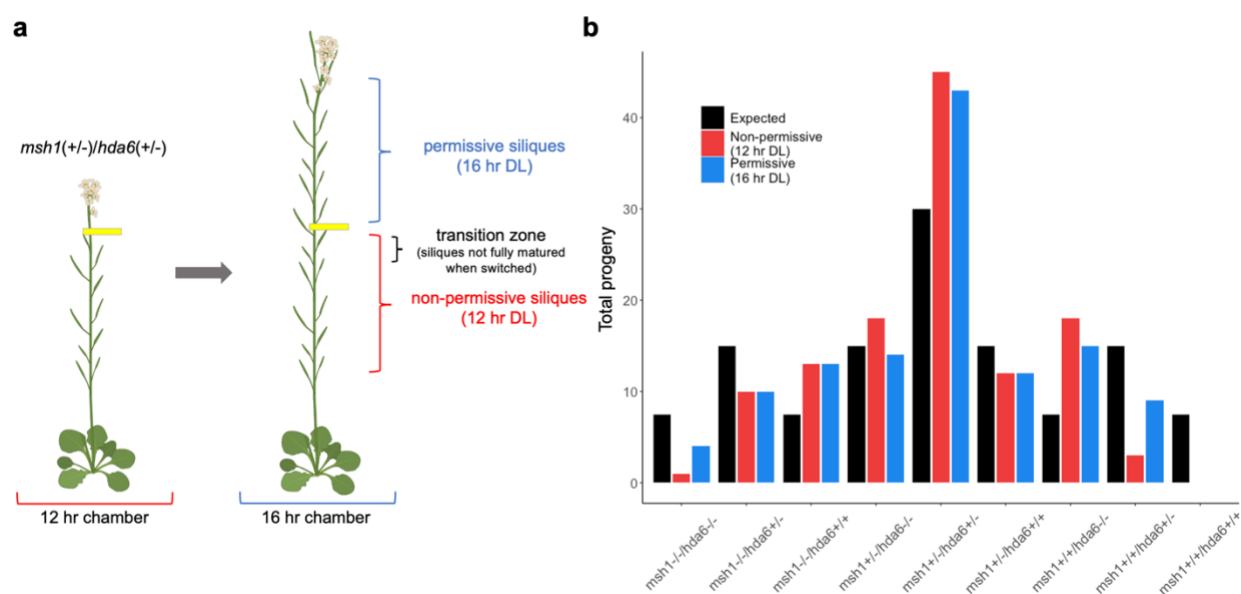 a
msh1(+/-)/hda6(+/-)
permissive siliques
(16 hr DL)
transition zone
(siliques not fully matured
when switched)
non-permissive siliques
(12 hr DL)
12 hr chamber
16 hr chamber
b
Expected
Non-permissive
(12 hr DL)
Permissive
(16 hr DL)
Total progeny
40
30
20
10
0
msh1-/-/hda6-/-
msh1-/-/hda6+/-
msh1-/-/hda6+/+
msh1+/-/hda6-/-
msh1+/-/hda6+/-
msh1+/-/hda6+/+
msh1+/+/hda6-/-
msh1+/+/hda6+/-
msh1+/+/hda6+/+